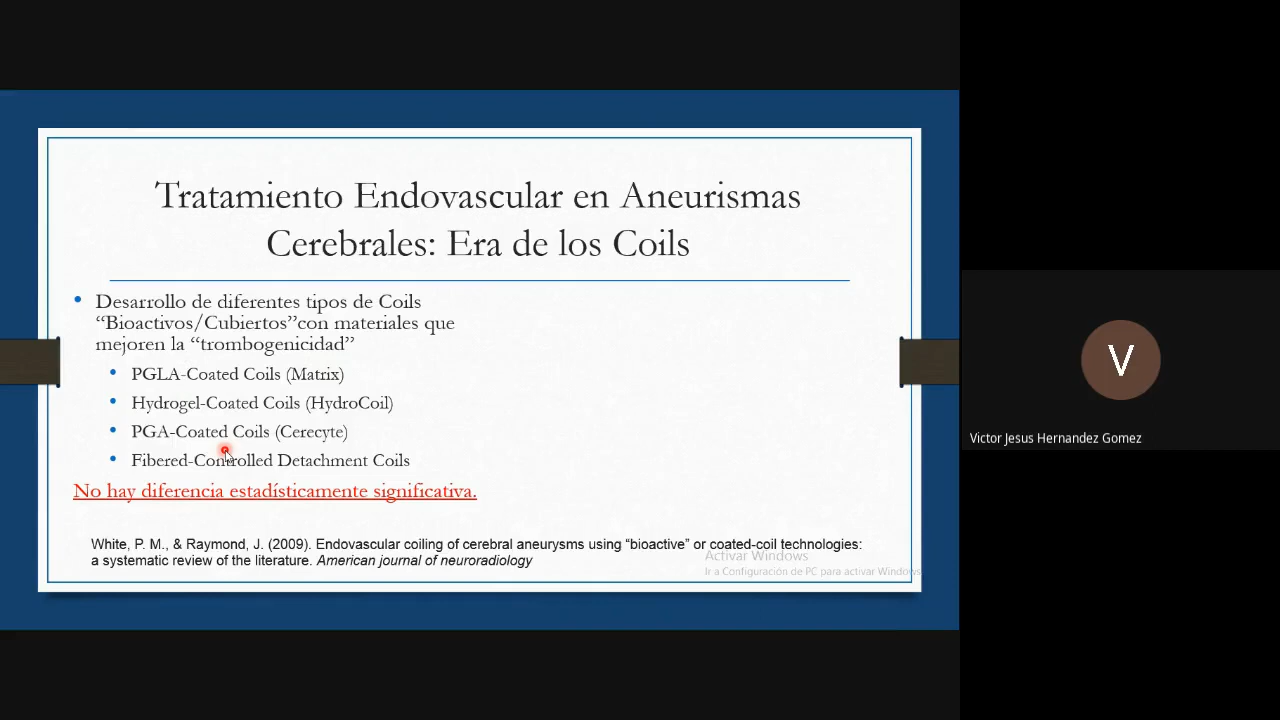 Tratamiento Endovascular en Aneurismas
Cerebrales: Era de los Coils
• Desarrollo de diferentes tipos de Coils
“Bioactivos/Cubiertos”con materiales que
mejoren la “trombogenicidad”
• PGLA-Coated Coils (Matrix)
• Hydrogel-Coated Coils (HydroCoil)
• PGA-Coated Coils (Cerecyte)
• Fibered-Controlled Detachment Coils
No hay diferencia estadísticamente significativa.
White, P. M., & Raymond, J. (2009). Endovascular coiling of cerebral aneurysms using “bioactive” or coated-coil technologies:
a systematic review of the literature. American journal of neuroradiology
Activar Windows
Ir a Configuración de PC para activar Windows
V
Victor Jesus Hernandez Gomez